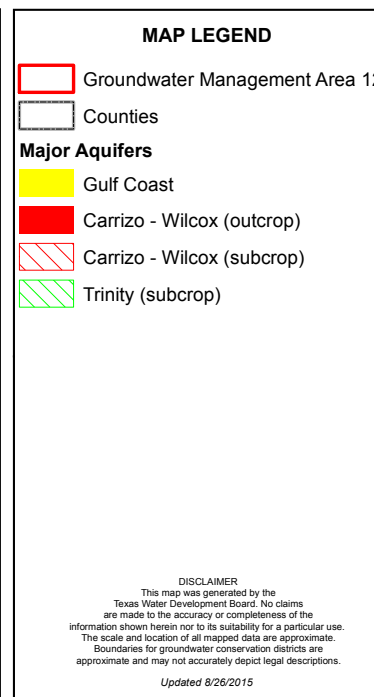 MAP LEGEND
Groundwater Management Area 12
Counties
Major Aquifers
Gulf Coast
Carrizo - Wilcox (outcrop)
Carrizo - Wilcox (subcrop)
Trinity (subcrop)
DISCLAIMER
This map was generated by the
Texas Water Development Board. No claims
are made to the accuracy or completeness of the
information shown herein nor to its suitability for a particular use.
The scale and location of all mapped data are approximate.
Boundaries for groundwater conservation districts are
approximate and may not accurately depict legal descriptions.
Updated 8/26/2015